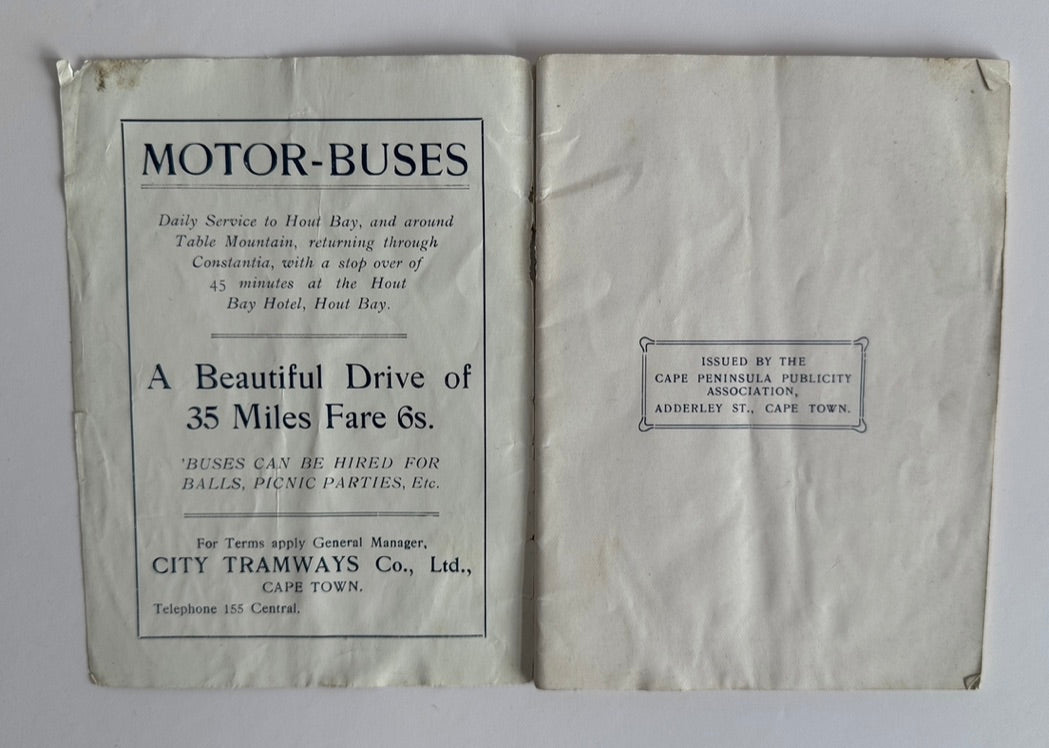 MOTOR-BUSES
Daily Service to Hout Bay, and around
Table Mountain, returning through
Constantia, with a stop over of
45 minutes at the Hout
Bay Hotel, Hout Bay.
A Beautiful Drive of
35 Miles Fare 6s.
'BUSES CAN BE HIRED FOR
BALLS, PICNIC PARTIES, Etc.
For Terms apply General Manager,
CITY TRAMWAYS Co., Ltd.,
CAPE TOWN.
Telephone 155 Central.
ISSUED BY THE
CAPE PENINSULA PUBLICITY
ASSOCIATION,
ADDERLEY ST., CAPE TOWN.